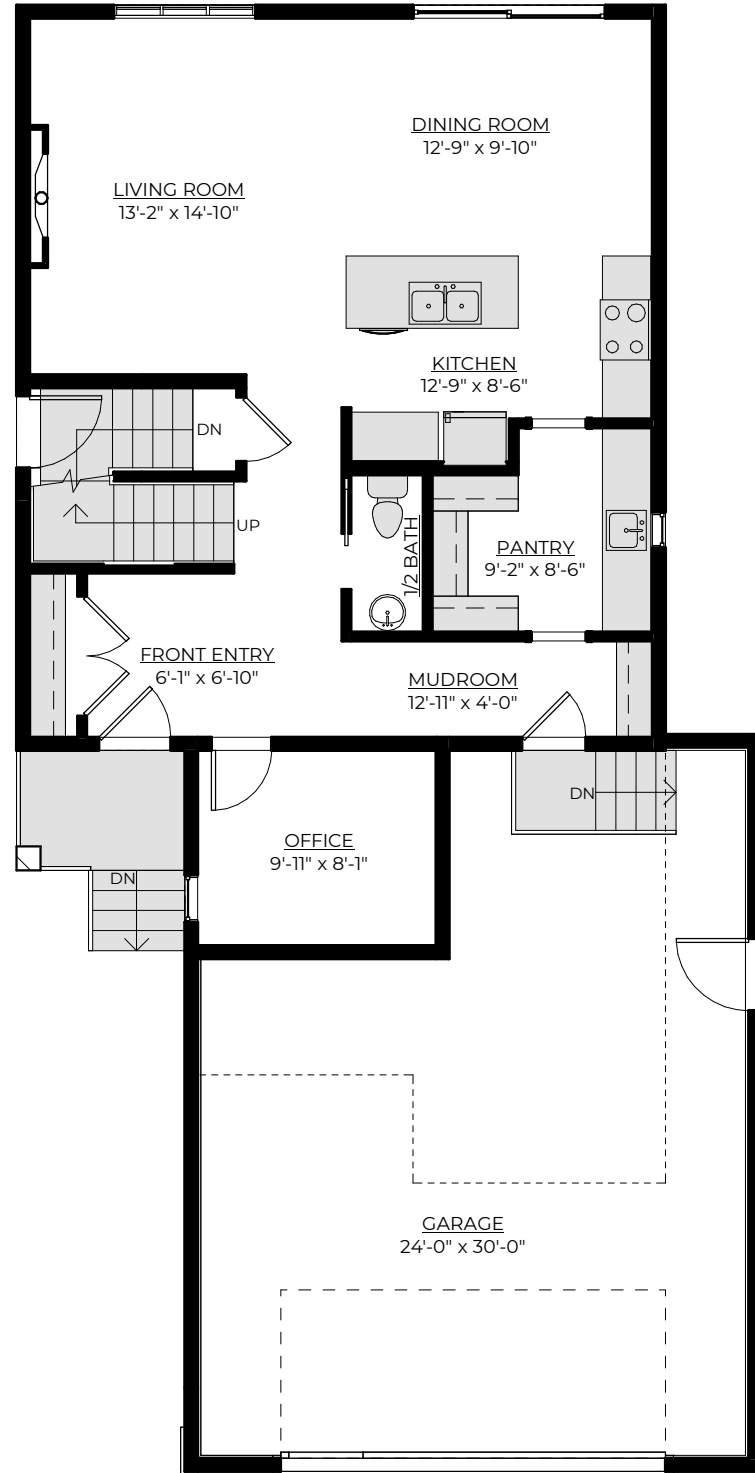 DINING ROOM
12'-9" x 9'-10"
LIVING ROOM
13'-2" x 14'-10"
KITCHEN
12'-9" x 8'-6"
DN
UP
1/2 BATH
PANTRY
9'-2" x 8'-6"
FRONT ENTRY
6'-1" x 6'-10"
MUDROOM
12'-11" x 4'-0"
DN
OFFICE
9'-11" x 8'-1"
DN
GARAGE
24'-0" x 30'-0"